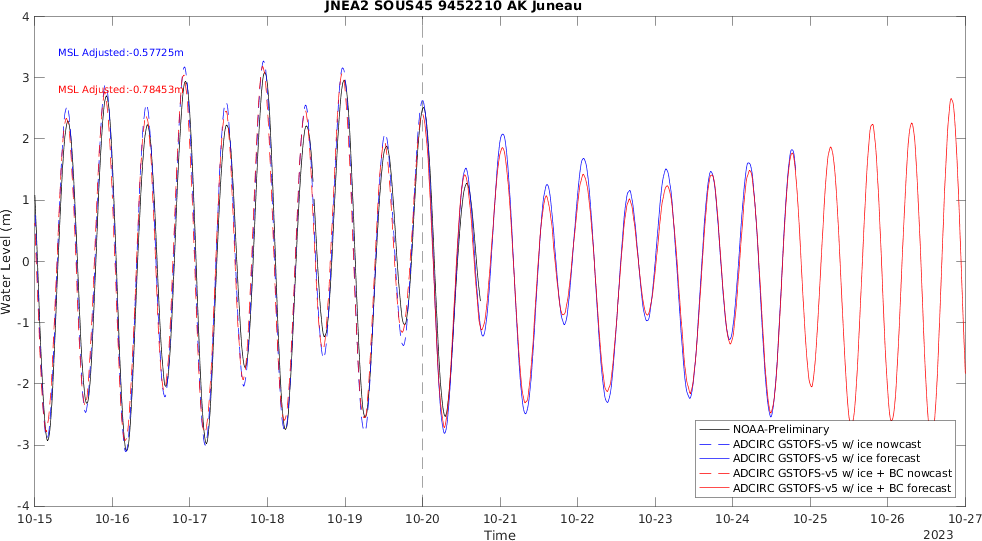 JNEA2 SOUS45 9452210 AK Juneau
4
3
2
1
0
-1
-2
-3
-4
Water Level (m)
MSL Adjusted:-0.57725m
MSL Adjusted:-0.78453m
NOAA-Preliminary
ADCIRC GSTOFS-v5 w/ ice nowcast
ADCIRC GSTOFS-v5 w/ ice forecast
ADCIRC GSTOFS-v5 w/ ice + BC nowcast
ADCIRC GSTOFS-v5 w/ ice + BC forecast
10-15 10-16 10-17 10-18 10-19 10-20 10-21 10-22 10-23 10-24 10-25 10-26 10-27
Time
2023